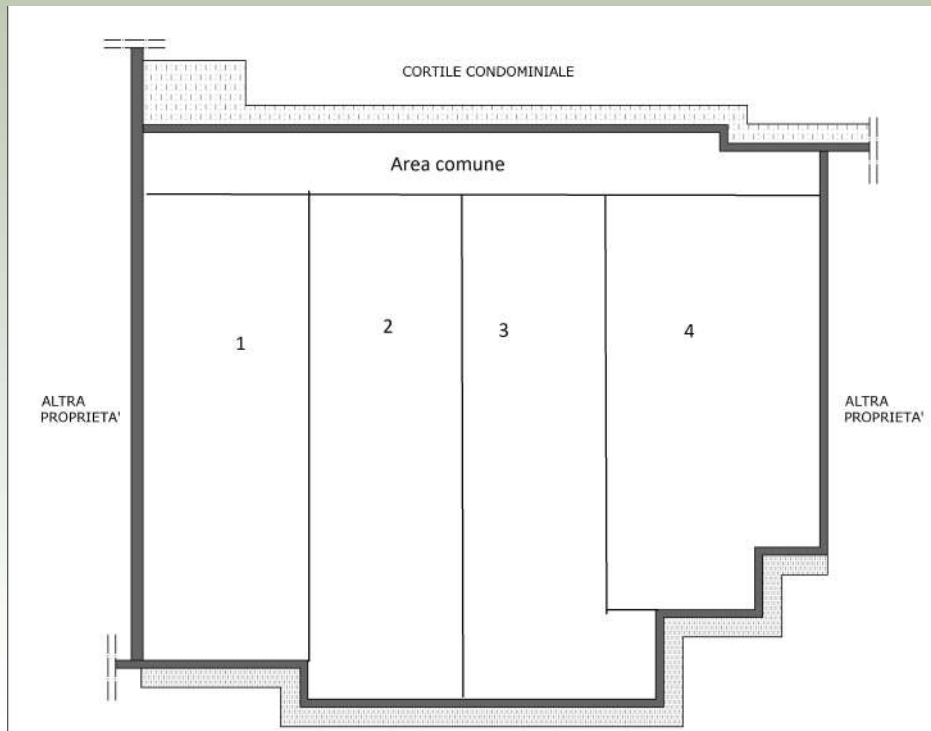 CORTILE CONDOMINIALE
Area comune
1
2
3
4
ALTRA
PROPRIETA'
ALTRA
PROPRIETA'